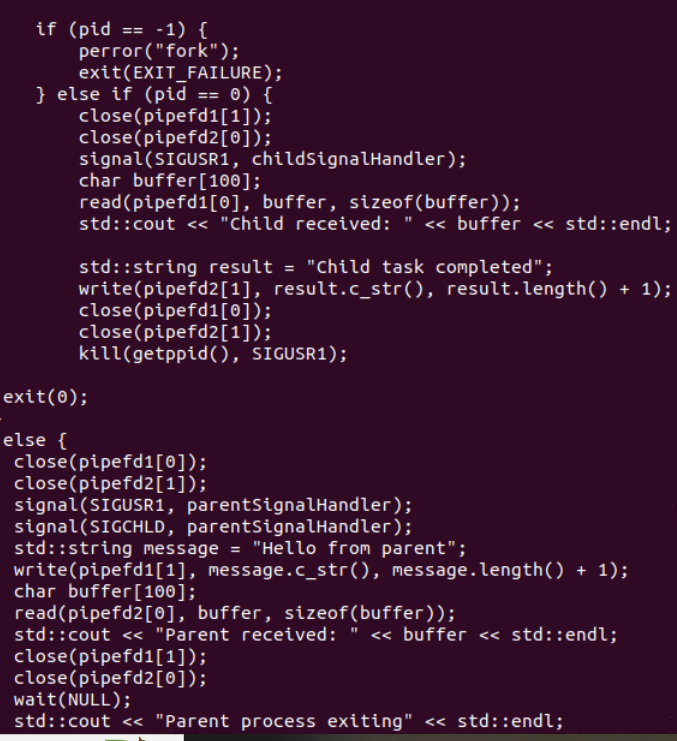 if (pid == -1) {
perror("fork");
exit(EXIT_FAILURE);
} else if (pid == 0) {
close(pipefd1[1]);
close(pipefd2[0]);
signal(SIGUSR1, childSignalHandler);
char buffer[100];
read(pipefd1[0], buffer, sizeof(buffer));
std::cout << "Child received: " << buffer << std::endl;
std::string result = "Child task completed";
write(pipefd2[1], result.c_str(), result.length() + 1);
close(pipefd1[0]);
close(pipefd2[1]);
kill(getppid(), SIGUSR1);
exit(0);
else {
close(pipefd1[0]);
close(pipefd2[1]);
signal(SIGUSR1, parentSignalHandler);
signal(SIGCHLD, parentSignalHandler);
std::string message = "Hello from parent";
write(pipefd1[1], message.c_str(), message.length() + 1);
char buffer[100];
read(pipefd2[0], buffer, sizeof(buffer));
std::cout << "Parent received: " << buffer << std::endl;
close(pipefd1[1]);
close(pipefd2[0]);
wait(NULL);
std::cout << "Parent process exiting" << std::endl;